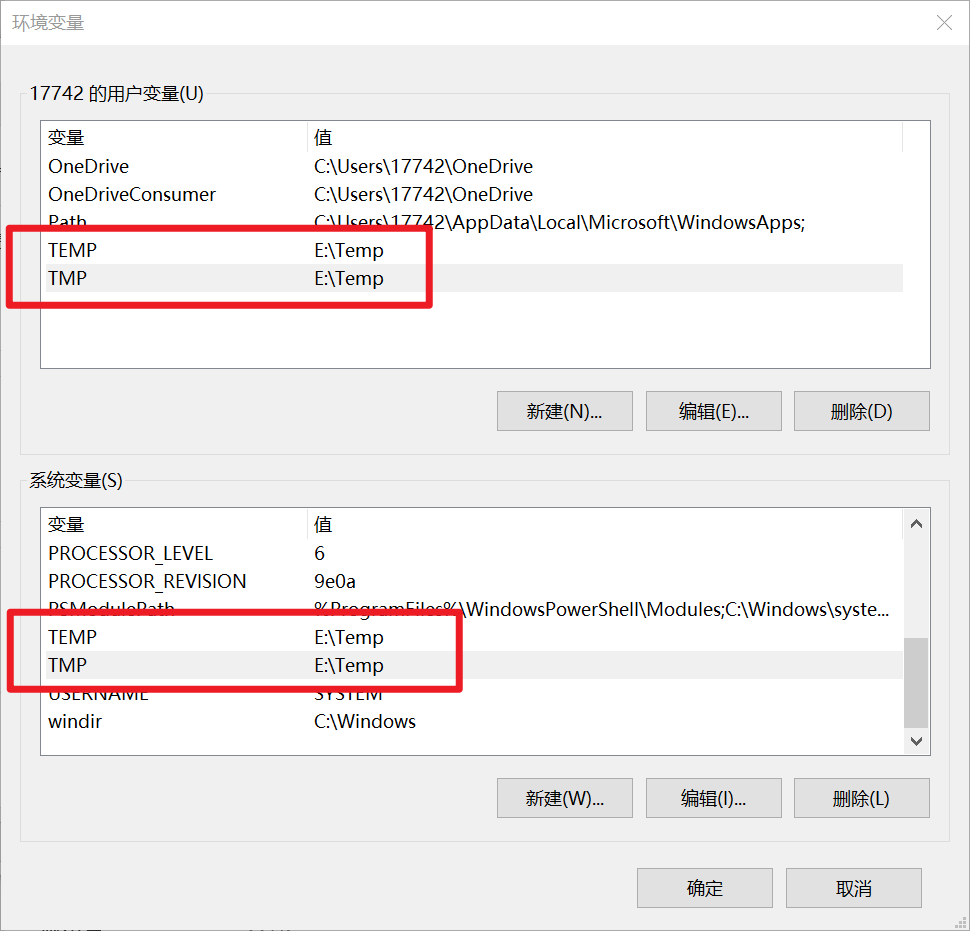 环境变量
17742 的用户变量(U)
变量 值
OneDrive C:\Users\17742\OneDrive
OneDriveConsumer C:\Users\17742\OneDrive
Path C:\Users\17742\AppData\Local\Microsoft\WindowsApps;
TEMP E:\Temp
TMP E:\Temp
新建(N)... 编辑(E)... 删除(D)
系统变量(S)
变量 值
PROCESSOR_LEVEL 6
PROCESSOR_REVISION 9e0a
PSModulePath %ProgramFiles%\WindowsPowerShell\Modules;C:\Windows\syste...
TEMP E:\Temp
TMP E:\Temp
USERNAME SYSTEM
windir C:\Windows
新建(W)... 编辑(I)... 删除(L)
确定 取消